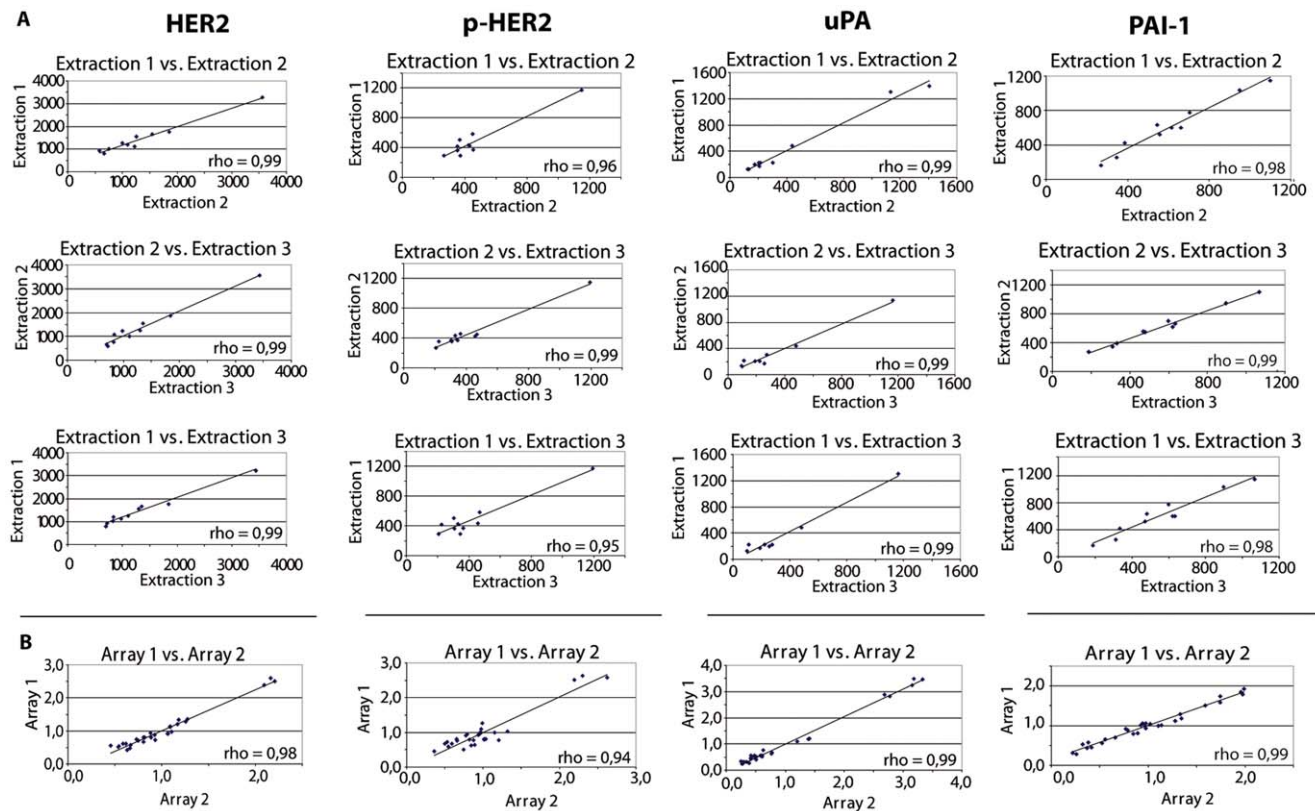 A
HER2
p-HER2
uPA
PAI-1
Extraction 1 vs. Extraction 2
Extraction 1
4000
3000
2000
1000
0
rho = 0,99
0 1000 2000 3000 4000
Extraction 2
Extraction 1 vs. Extraction 2
Extraction 1
1200
800
400
0
rho = 0,96
0 400 800 1200
Extraction 2
Extraction 1 vs. Extraction 2
Extraction 1
1600
1200
800
400
0
rho = 0,99
0 400 800 1200 1600
Extraction 2
Extraction 1 vs. Extraction 2
Extraction 1
1200
800
400
0
rho = 0,98
0 400 800 1200
Extraction 2
Extraction 2 vs. Extraction 3
Extraction 2
4000
3000
2000
1000
0
rho = 0,99
0 1000 2000 3000 4000
Extraction 3
Extraction 2 vs. Extraction 3
Extraction 2
1200
800
400
0
rho = 0,99
0 400 800 1200
Extraction 3
Extraction 2 vs. Extraction 3
Extraction 2
1600
1200
800
400
0
rho = 0,99
0 400 800 1200 1600
Extraction 3
Extraction 2 vs. Extraction 3
Extraction 2
1200
800
400
0
rho = 0,99
0 400 800 1200
Extraction 3
Extraction 1 vs. Extraction 3
Extraction 1
4000
3000
2000
1000
0
rho = 0,99
0 1000 2000 3000 4000
Extraction 3
Extraction 1 vs. Extraction 3
Extraction 1
1200
800
400
0
rho = 0,95
0 400 800 1200
Extraction 3
Extraction 1 vs. Extraction 3
Extraction 1
1600
1200
800
400
0
rho = 0,99
0 400 800 1200 1600
Extraction 3
Extraction 1 vs. Extraction 3
Extraction 1
1200
800
400
0
rho = 0,98
0 400 800 1200
Extraction 3
B
Array 1 vs. Array 2
Array 1
3,0
2,0
1,0
0,0
rho = 0,98
0,0 1,0 2,0
Array 2
Array 1 vs. Array 2
Array 1
3,0
2,0
1,0
0,0
rho = 0,94
0,0 1,0 2,0 3,0
Array 2
Array 1 vs. Array 2
Array 1
4,0
3,0
2,0
1,0
0,0
rho = 0,99
0,0 1,0 2,0 3,0 4,0
Array 2
Array 1 vs. Array 2
Array 1
2,0
1,0
0,0
rho = 0,99
0,0 1,0 2,0
Array 2